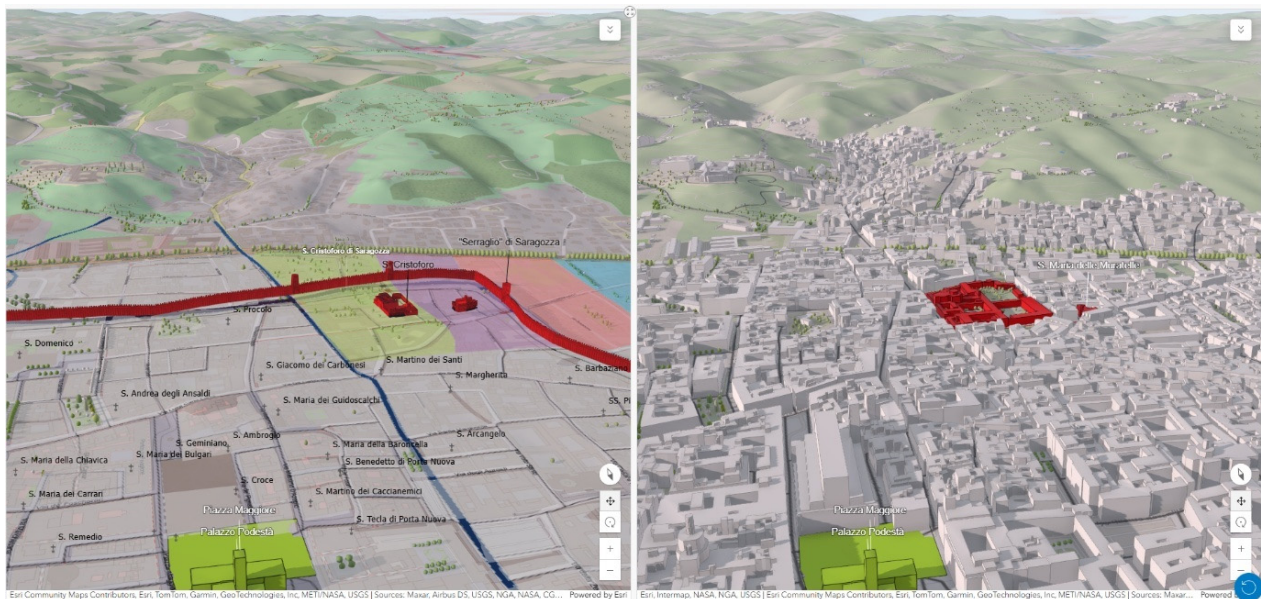 "Serraglio" di Saragozza
S. Cristoforo di Saragozza
S. Cristoforo
S. Procolo
S. Domenico
S. Giacomo dei Carbonesi
S. Martino dei Santi
S. Margherita
S. Barbaziano
S. Andrea degli Ansaldi
S. Maria dei Guidoscalchi
SS. Pi
S. Geminiano
S. Ambrogio
S. Arcangelo
S. Maria della Chiavica
S. Maria dei Bulgari
S. Maria della Baroncella
S. Benedetto di Porta Nuova
S. Croce
S. Maria dei Carrari
S. Martino dei Caccianemici
Piazza Maggiore
S. Tecla di Porta Nuova
Palazzo Podestà
S. Remedio
Esri Community Maps Contributors, Esri, TomTom, Garmin, GeoTechnologies, Inc, METI/NASA, USGS | Sources: Maxar, Airbus DS, USGS, NGA, NASA, CG... Powered by Esri
S. Maria delle Muratelle
Piazza Maggiore
Palazzo Podestà
Esri, Intermap, NASA, NGA, USGS | Esri Community Maps Contributors, Esri, TomTom, Garmin, GeoTechnologies, Inc, METI/NASA, USGS | Sources: Maxar... Powered b